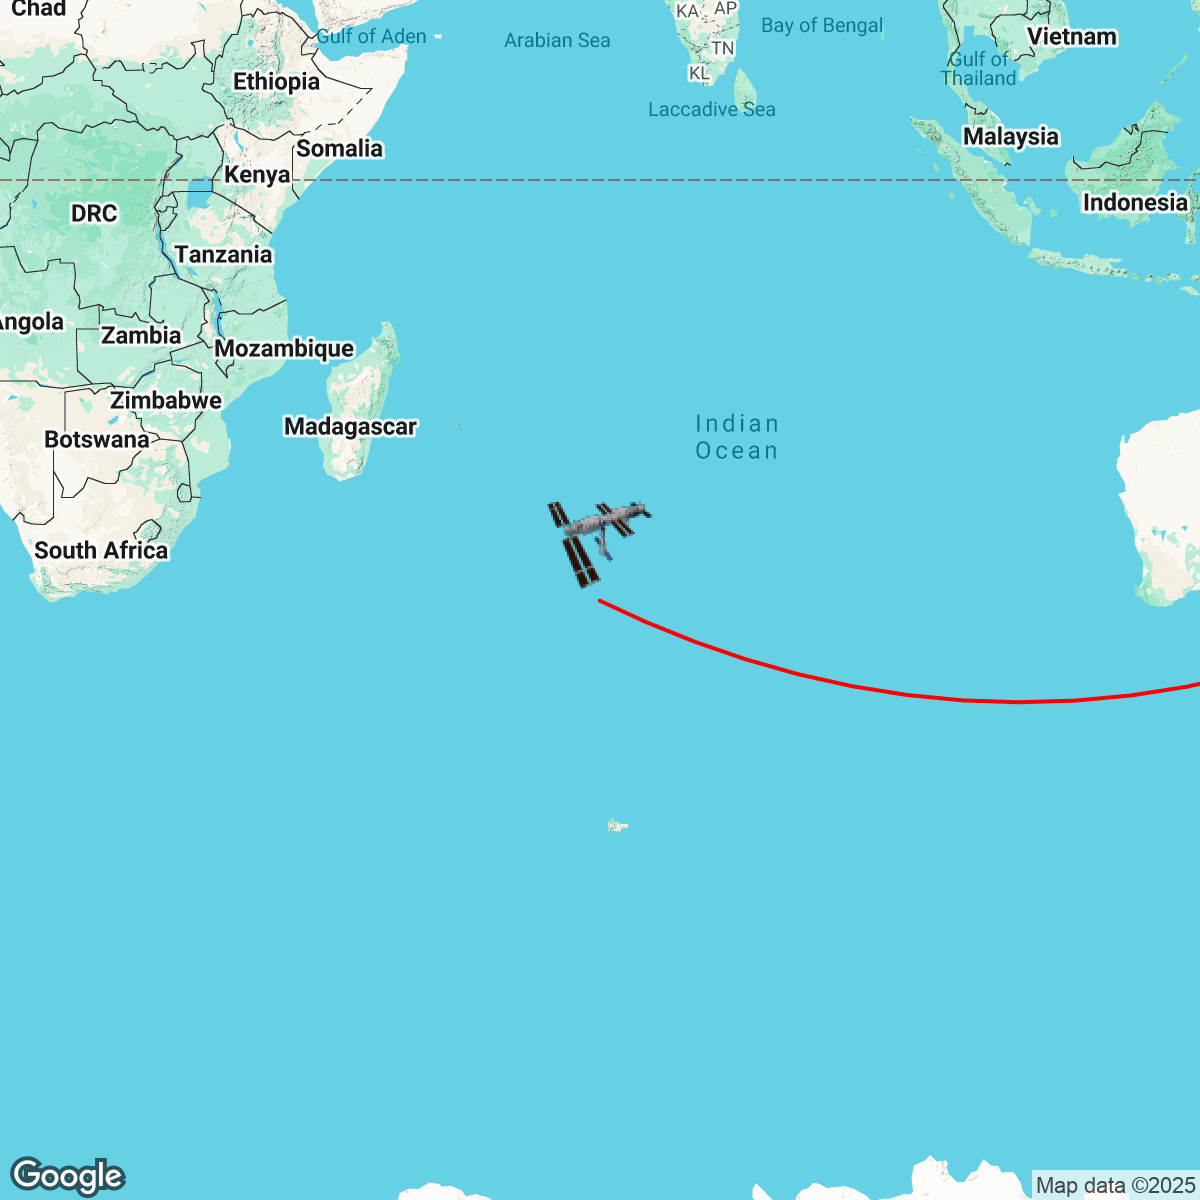 Chad
KA
AP
Bay of Bengal
Gulf of Aden
Arabian Sea
Vietnam
TN
Gulf of
Thailand
KL
Ethiopia
Laccadive Sea
Malaysia
Somalia
Kenya
Indonesia
DRC
Tanzania
Angola
Zambia
Mozambique
Zimbabwe
Madagascar
Indian
Ocean
Botswana
South Africa
Google
Map data ©2025